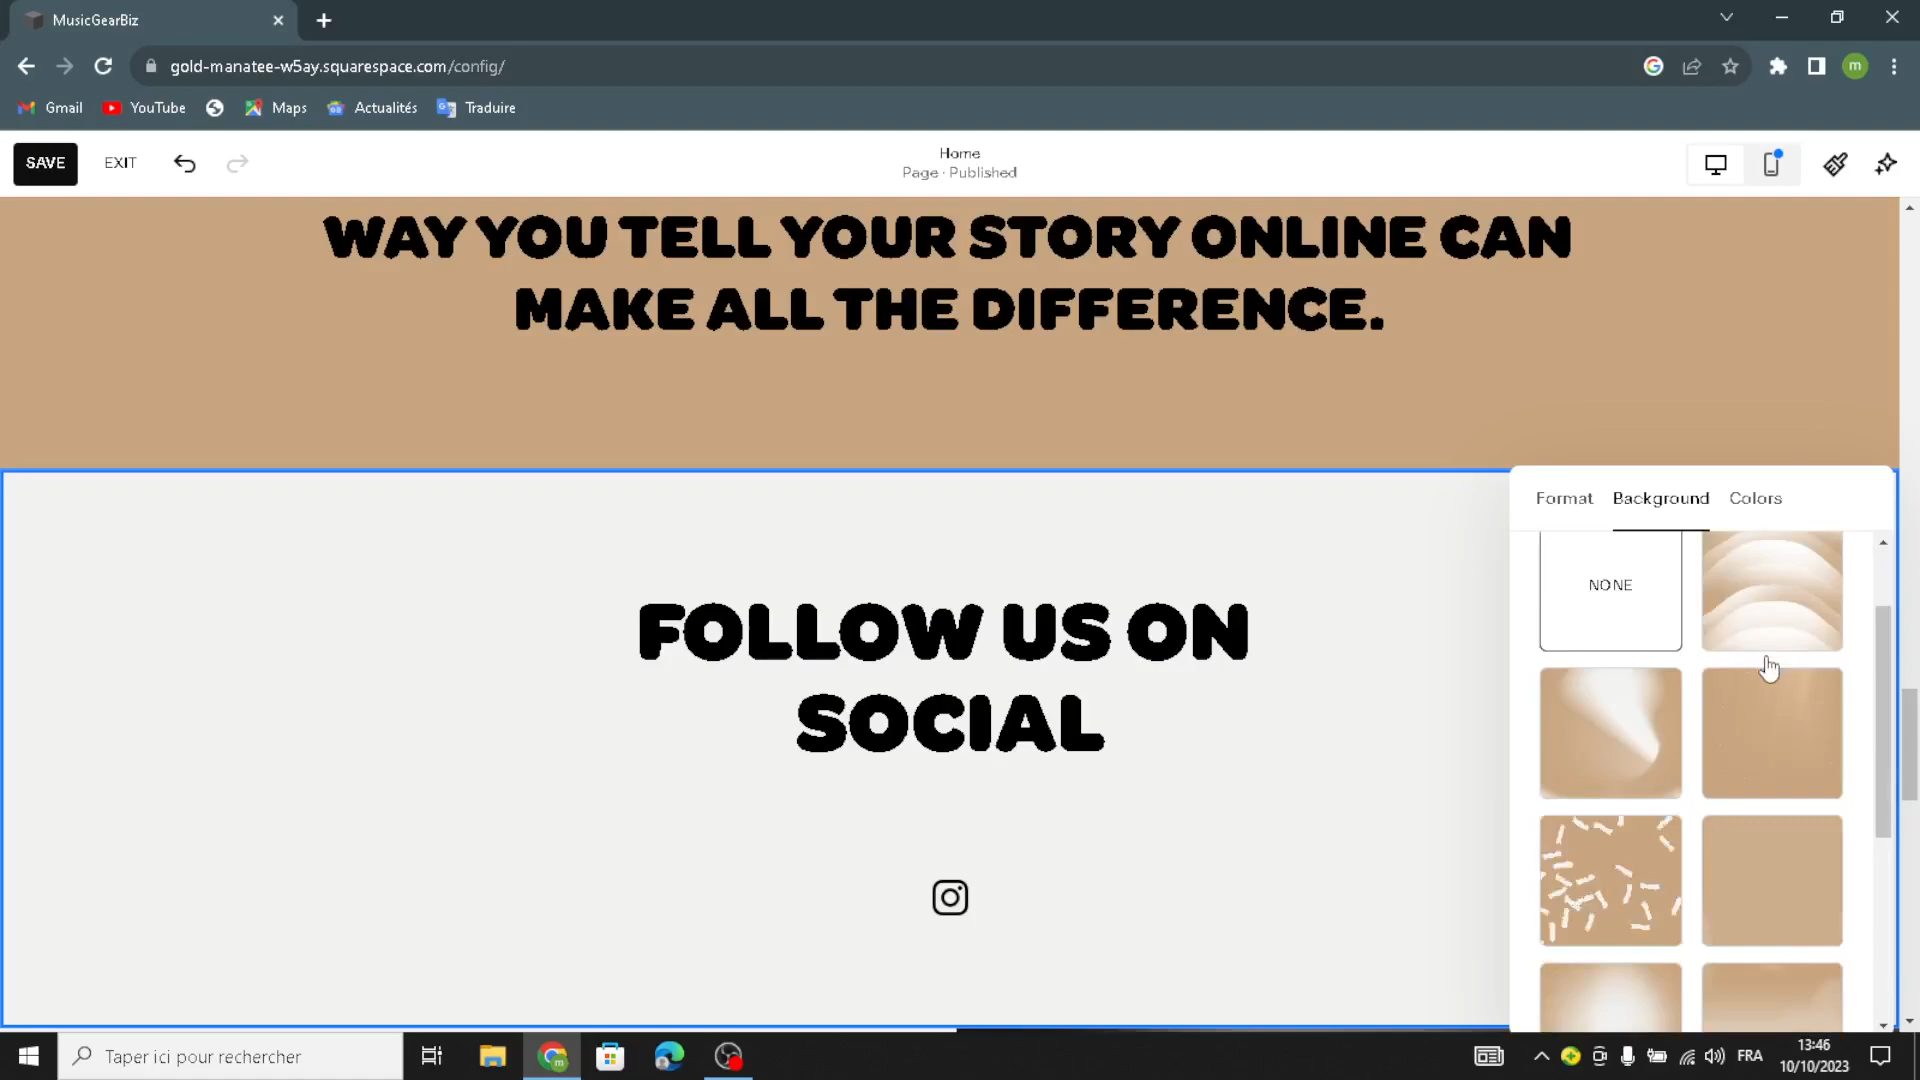 MusicGearBiz
gold-manatee-w5ay.squarespace.com/config/
m
Gmail
YouTube
Maps
Actualités
Traduire
SAVE
EXIT
Home
Page · Published
WAY YOU TELL YOUR STORY ONLINE CAN
MAKE ALL THE DIFFERENCE.
Format
Background
Colors
NONE
FOLLOW US ON
SOCIAL
Taper ici pour rechercher
FRA
13:46
10/10/2023